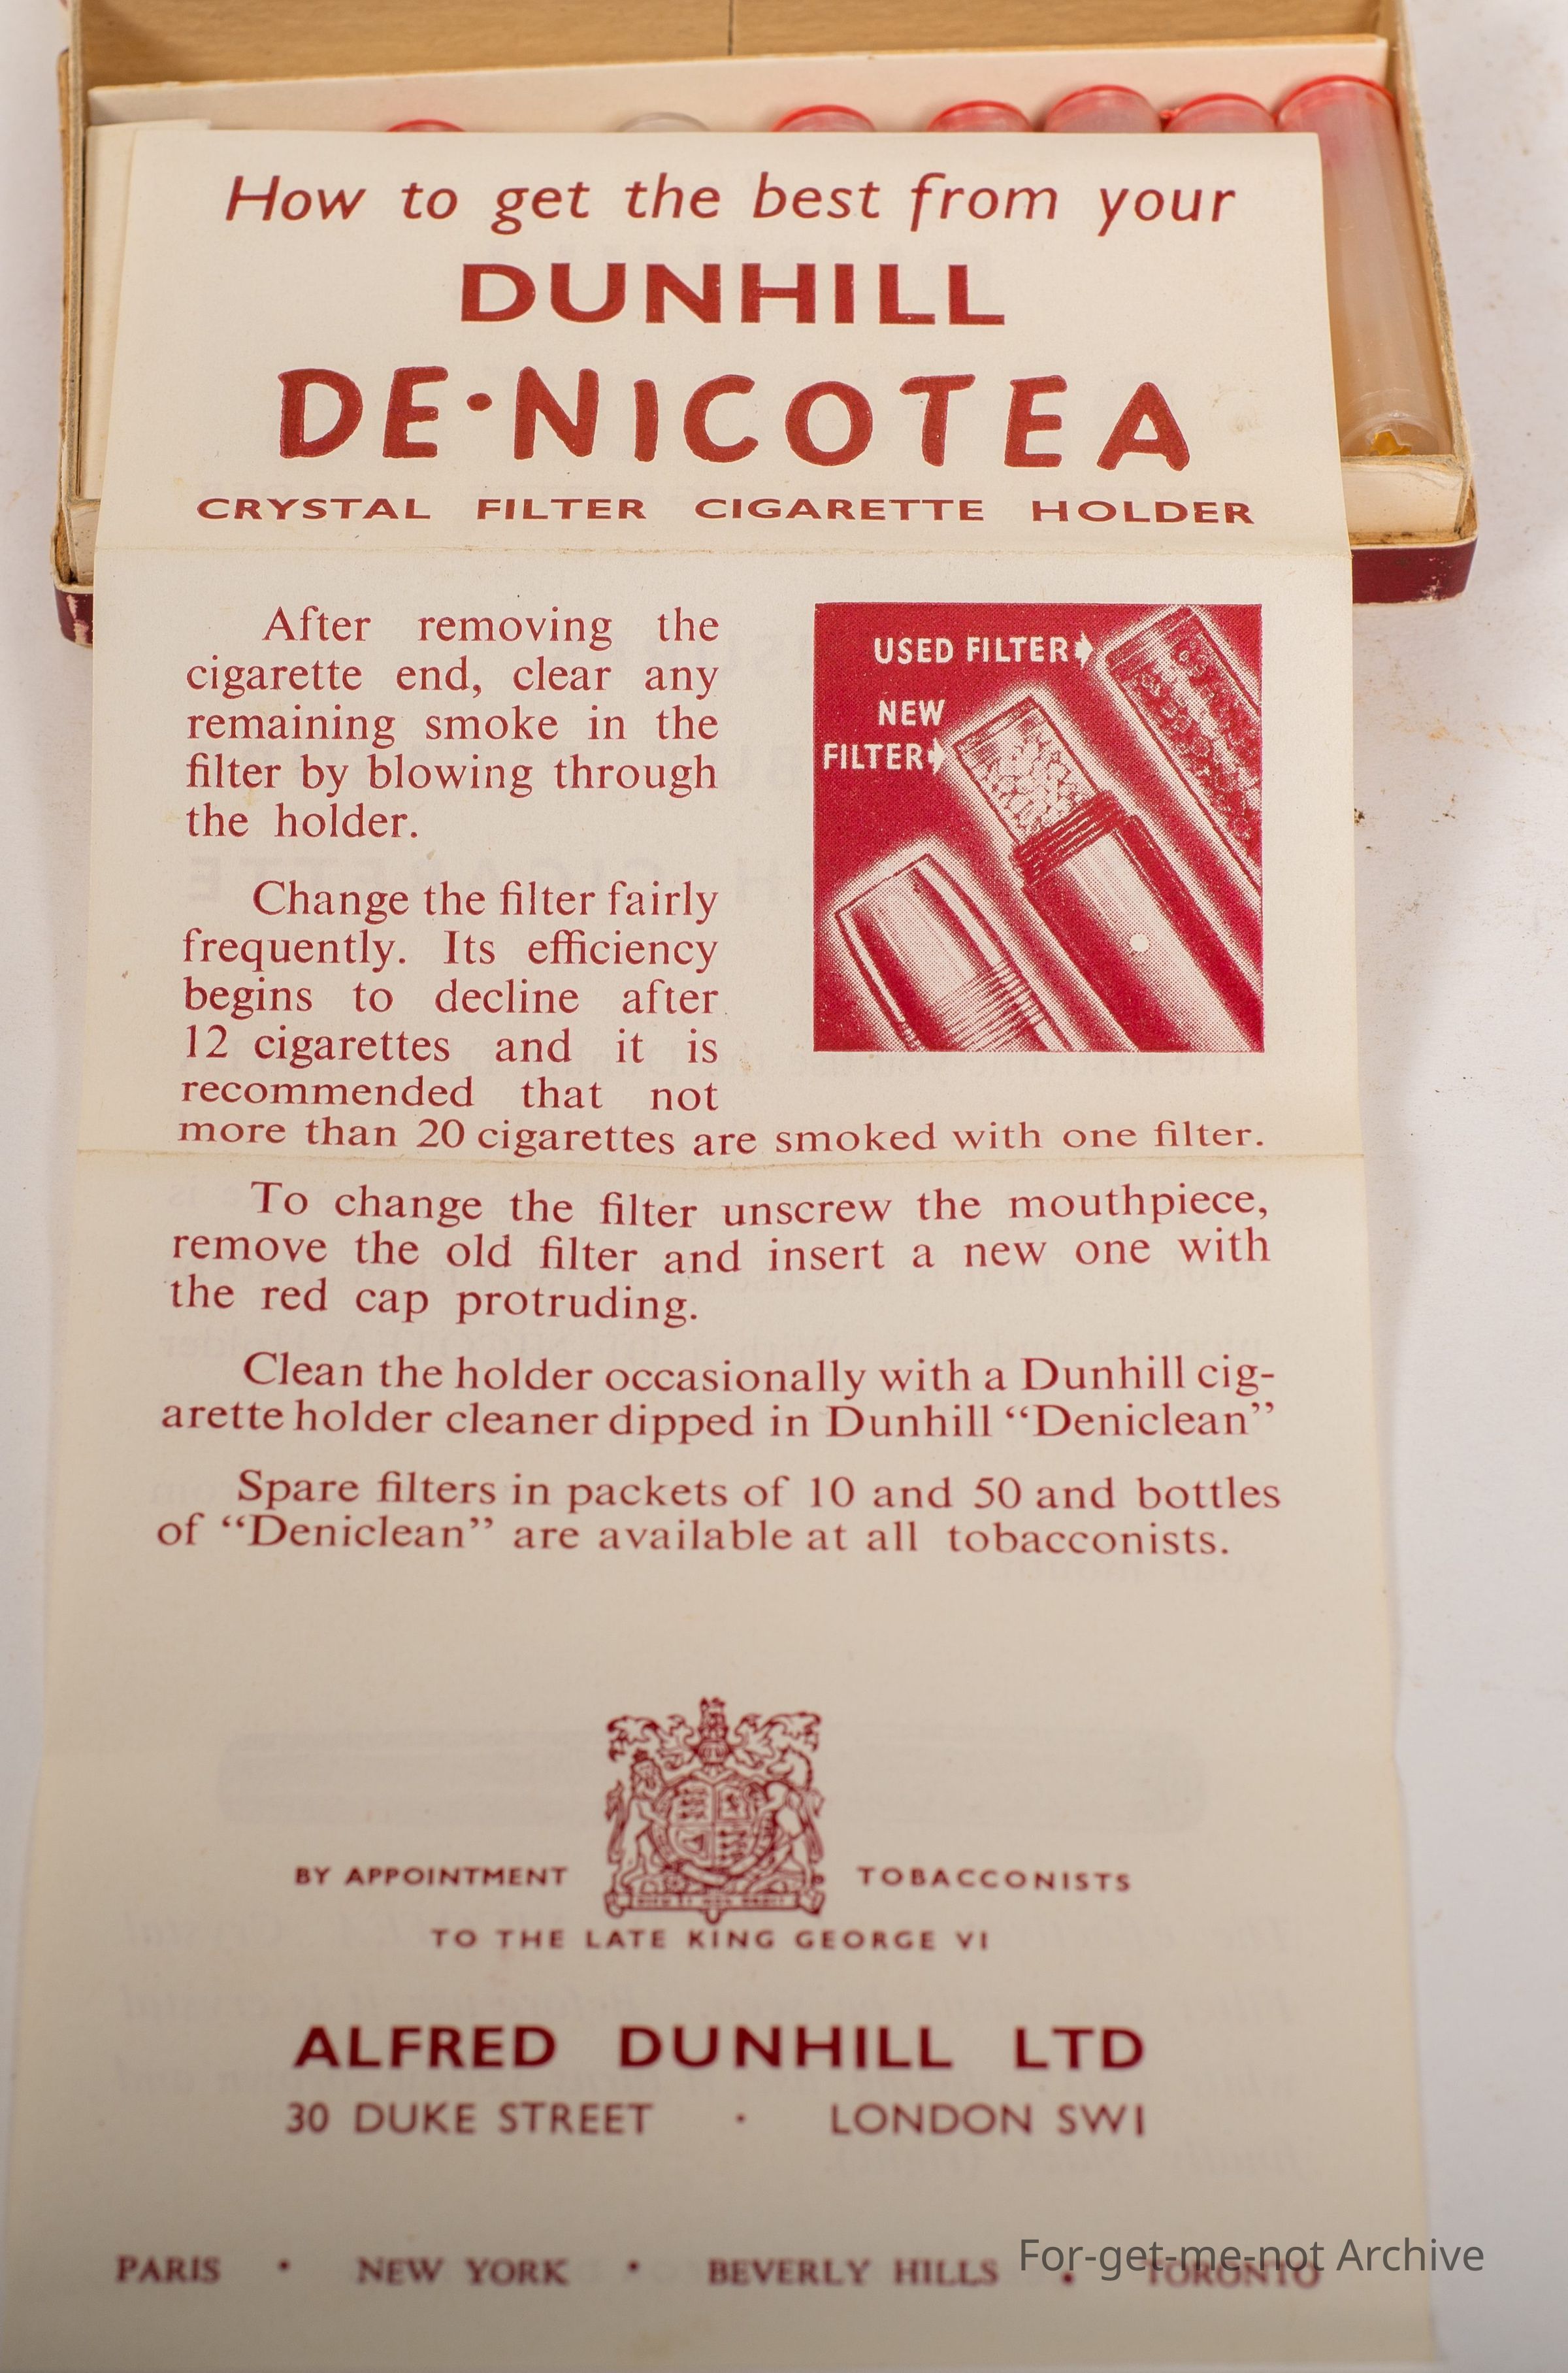 How to get the best from your
DUNHILL
DE·NICOTEA
CRYSTAL FILTER CIGARETTE HOLDER
After removing the
cigarette end, clear any
remaining smoke in the
filter by blowing through
the holder.
USED FILTER
NEW
FILTER
Change the filter fairly
frequently. Its efficiency
begins to decline after
12 cigarettes and it is
recommended that not
more than 20 cigarettes are smoked with one filter.
To change the filter unscrew the mouthpiece,
remove the old filter and insert a new one with
the red cap protruding.
Clean the holder occasionally with a Dunhill cig-
arette holder cleaner dipped in Dunhill “Deniclean”
Spare filters in packets of 10 and 50 and bottles
of “Deniclean” are available at all tobacconists.
BY APPOINTMENT TOBACCONISTS
TO THE LATE KING GEORGE VI
ALFRED DUNHILL LTD
30 DUKE STREET · LONDON SW1
PARIS · NEW YORK · BEVERLY HILLS · TORONTO
For-get-me-not Archive